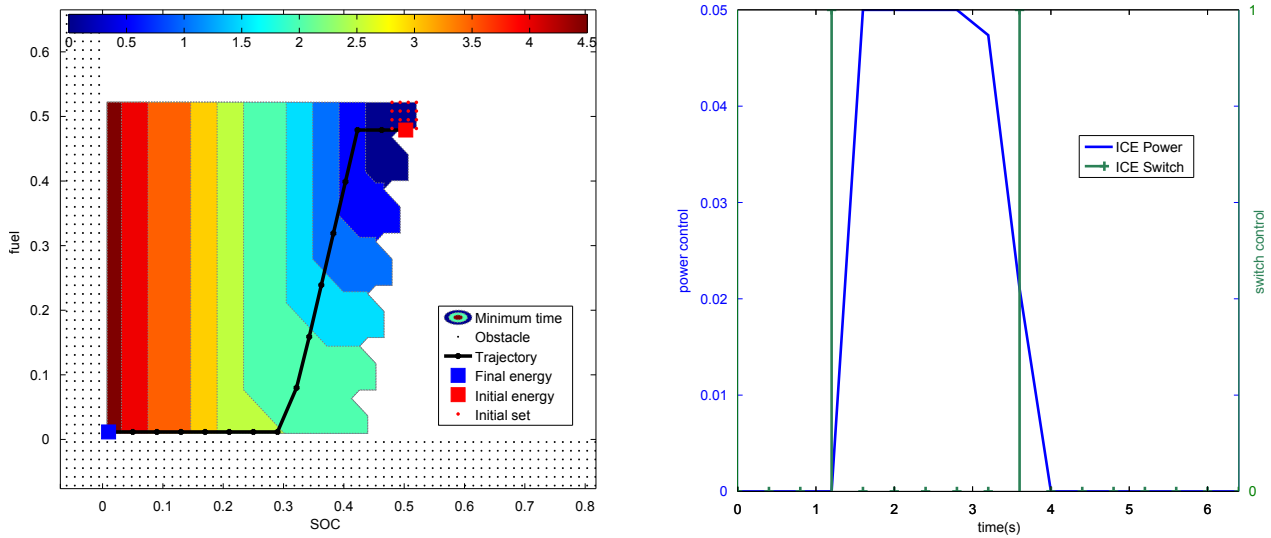 0 0.5 1 1.5 2 2.5 3 3.5 4 4.5
0.6
0.5
0.4
0.3
0.2
0.1
0
fuel
0 0.1 0.2 0.3 0.4 0.5 0.6 0.7 0.8
SOC
Minimum time
Obstacle
Trajectory
Final energy
Initial energy
Initial set
0.05
0.04
0.03
0.02
0.01
0
power control
0 1 2 3 4 5 6
time(s)
1
0
switch control
ICE Power
ICE Switch